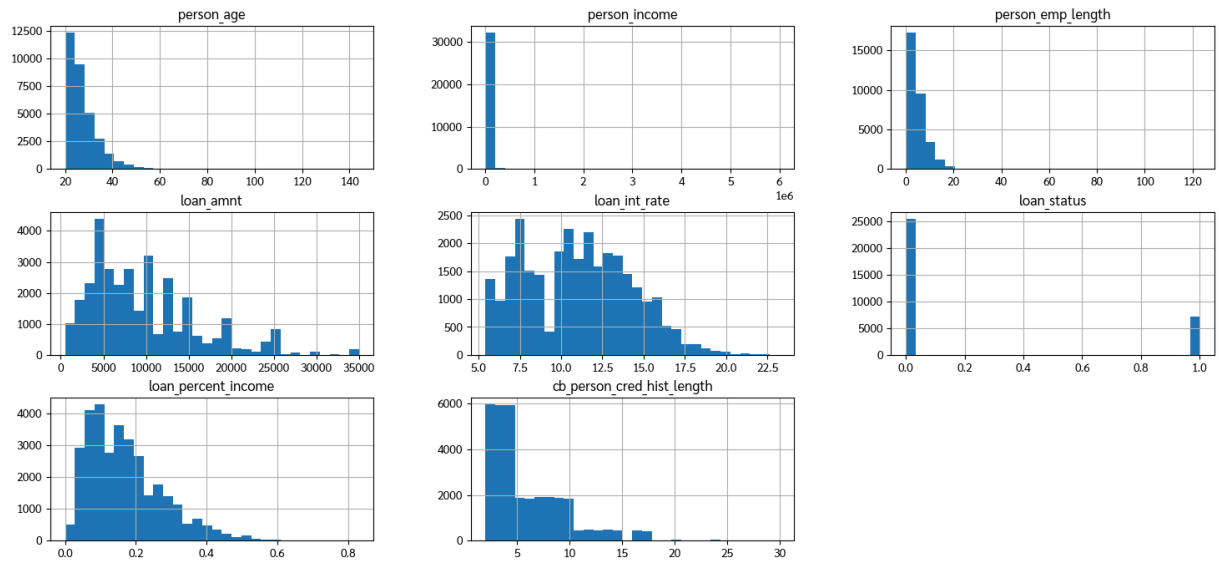 person_age
12500
10000
7500
5000
2500
0
20 40 60 80 100 120 140
person_income
30000
20000
10000
0
0 1 2 3 4 5 6
1e6
person_emp_length
15000
10000
5000
0
0 20 40 60 80 100 120
loan_amnt
4000
3000
2000
1000
0
0 5000 10000 15000 20000 25000 30000 35000
loan_int_rate
2500
2000
1500
1000
500
0
5.0 7.5 10.0 12.5 15.0 17.5 20.0 22.5
loan_status
25000
20000
15000
10000
5000
0
0.0 0.2 0.4 0.6 0.8 1.0
loan_percent_income
4000
3000
2000
1000
0
0.0 0.2 0.4 0.6 0.8
cb_person_cred_hist_length
6000
4000
2000
0
5 10 15 20 25 30